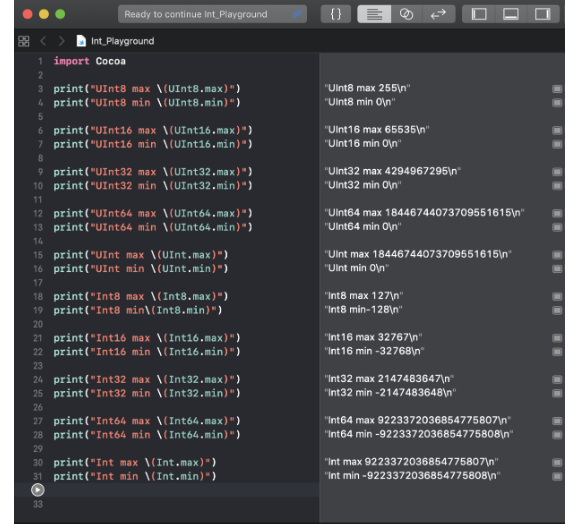 Ready to continue Int_Playground
{ }
Int_Playground
1 import Cocoa
2
3 print("UInt8 max \(UInt8.max)") "UInt8 max 255\n"
4 print("UInt8 min \(UInt8.min)") "UInt8 min 0\n"
5
6 print("UInt16 max \(UInt16.max)") "UInt16 max 65535\n"
7 print("UInt16 min \(UInt16.min)") "UInt16 min 0\n"
8
9 print("UInt32 max \(UInt32.max)") "UInt32 max 4294967295\n"
10 print("UInt32 min \(UInt32.min)") "UInt32 min 0\n"
11
12 print("UInt64 max \(UInt64.max)") "UInt64 max 18446744073709551615\n"
13 print("UInt64 min \(UInt64.min)") "UInt64 min 0\n"
14
15 print("UInt max \(UInt.max)") "UInt max 18446744073709551615\n"
16 print("UInt min \(UInt.min)") "UInt min 0\n"
17
18 print("Int8 max \(Int8.max)") "Int8 max 127\n"
19 print("Int8 min\(Int8.min)") "Int8 min-128\n"
20
21 print("Int16 max \(Int16.max)") "Int16 max 32767\n"
22 print("Int16 min \(Int16.min)") "Int16 min -32768\n"
23
24 print("Int32 max \(Int32.max)") "Int32 max 2147483647\n"
25 print("Int32 min \(Int32.min)") "Int32 min -2147483648\n"
26
27 print("Int64 max \(Int64.max)") "Int64 max 9223372036854775807\n"
28 print("Int64 min \(Int64.min)") "Int64 min -9223372036854775808\n"
29
30 print("Int max \(Int.max)") "Int max 9223372036854775807\n"
31 print("Int min \(Int.min)") "Int min -9223372036854775808\n"
33